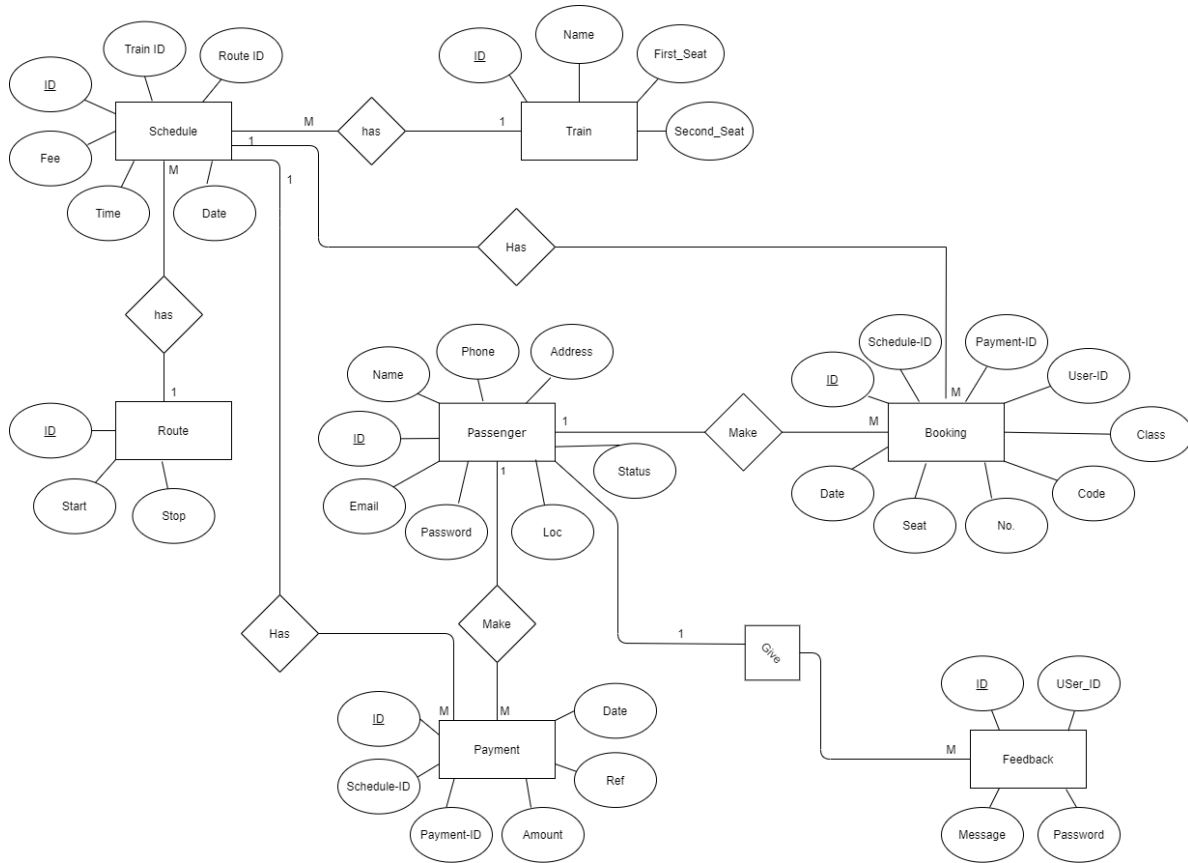 Name
Train ID
Route ID
First_Seat
ID
ID
M
1
Schedule
has
Train
Second_Seat
1
Fee
M
1
Time
Date
Has
has
Schedule-ID
Payment-ID
Phone
Address
Name
ID
User-ID
1
M
ID
Route
Passenger
1
Make
M
Booking
Class
ID
1
Status
Start
Stop
Email
Password
Loc
Date
Seat
No.
Code
Has
Make
1
Give
ID
USer_ID
M
M
ID
Date
Payment
M
Feedback
Schedule-ID
Ref
Payment-ID
Amount
Message
Password